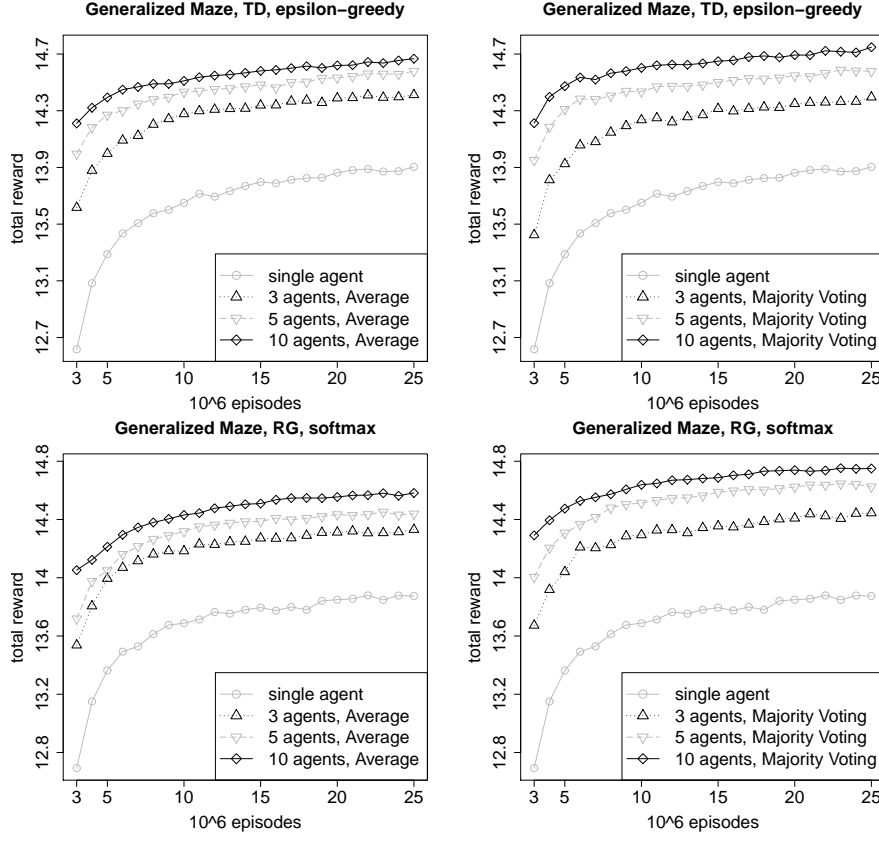 Generalized Maze, TD, epsilon−greedy
total reward
14.7
14.3
13.9
13.5
13.1
12.7
single agent
3 agents, Average
5 agents, Average
10 agents, Average
3 5 10 15 20 25
10^6 episodes
Generalized Maze, TD, epsilon−greedy
total reward
14.7
14.3
13.9
13.5
13.1
12.7
single agent
3 agents, Majority Voting
5 agents, Majority Voting
10 agents, Majority Voting
3 5 10 15 20 25
10^6 episodes
Generalized Maze, RG, softmax
total reward
14.8
14.4
14
13.6
13.2
12.8
single agent
3 agents, Average
5 agents, Average
10 agents, Average
3 5 10 15 20 25
10^6 episodes
Generalized Maze, RG, softmax
total reward
14.8
14.4
14
13.6
13.2
12.8
single agent
3 agents, Majority Voting
5 agents, Majority Voting
10 agents, Majority Voting
3 5 10 15 20 25
10^6 episodes